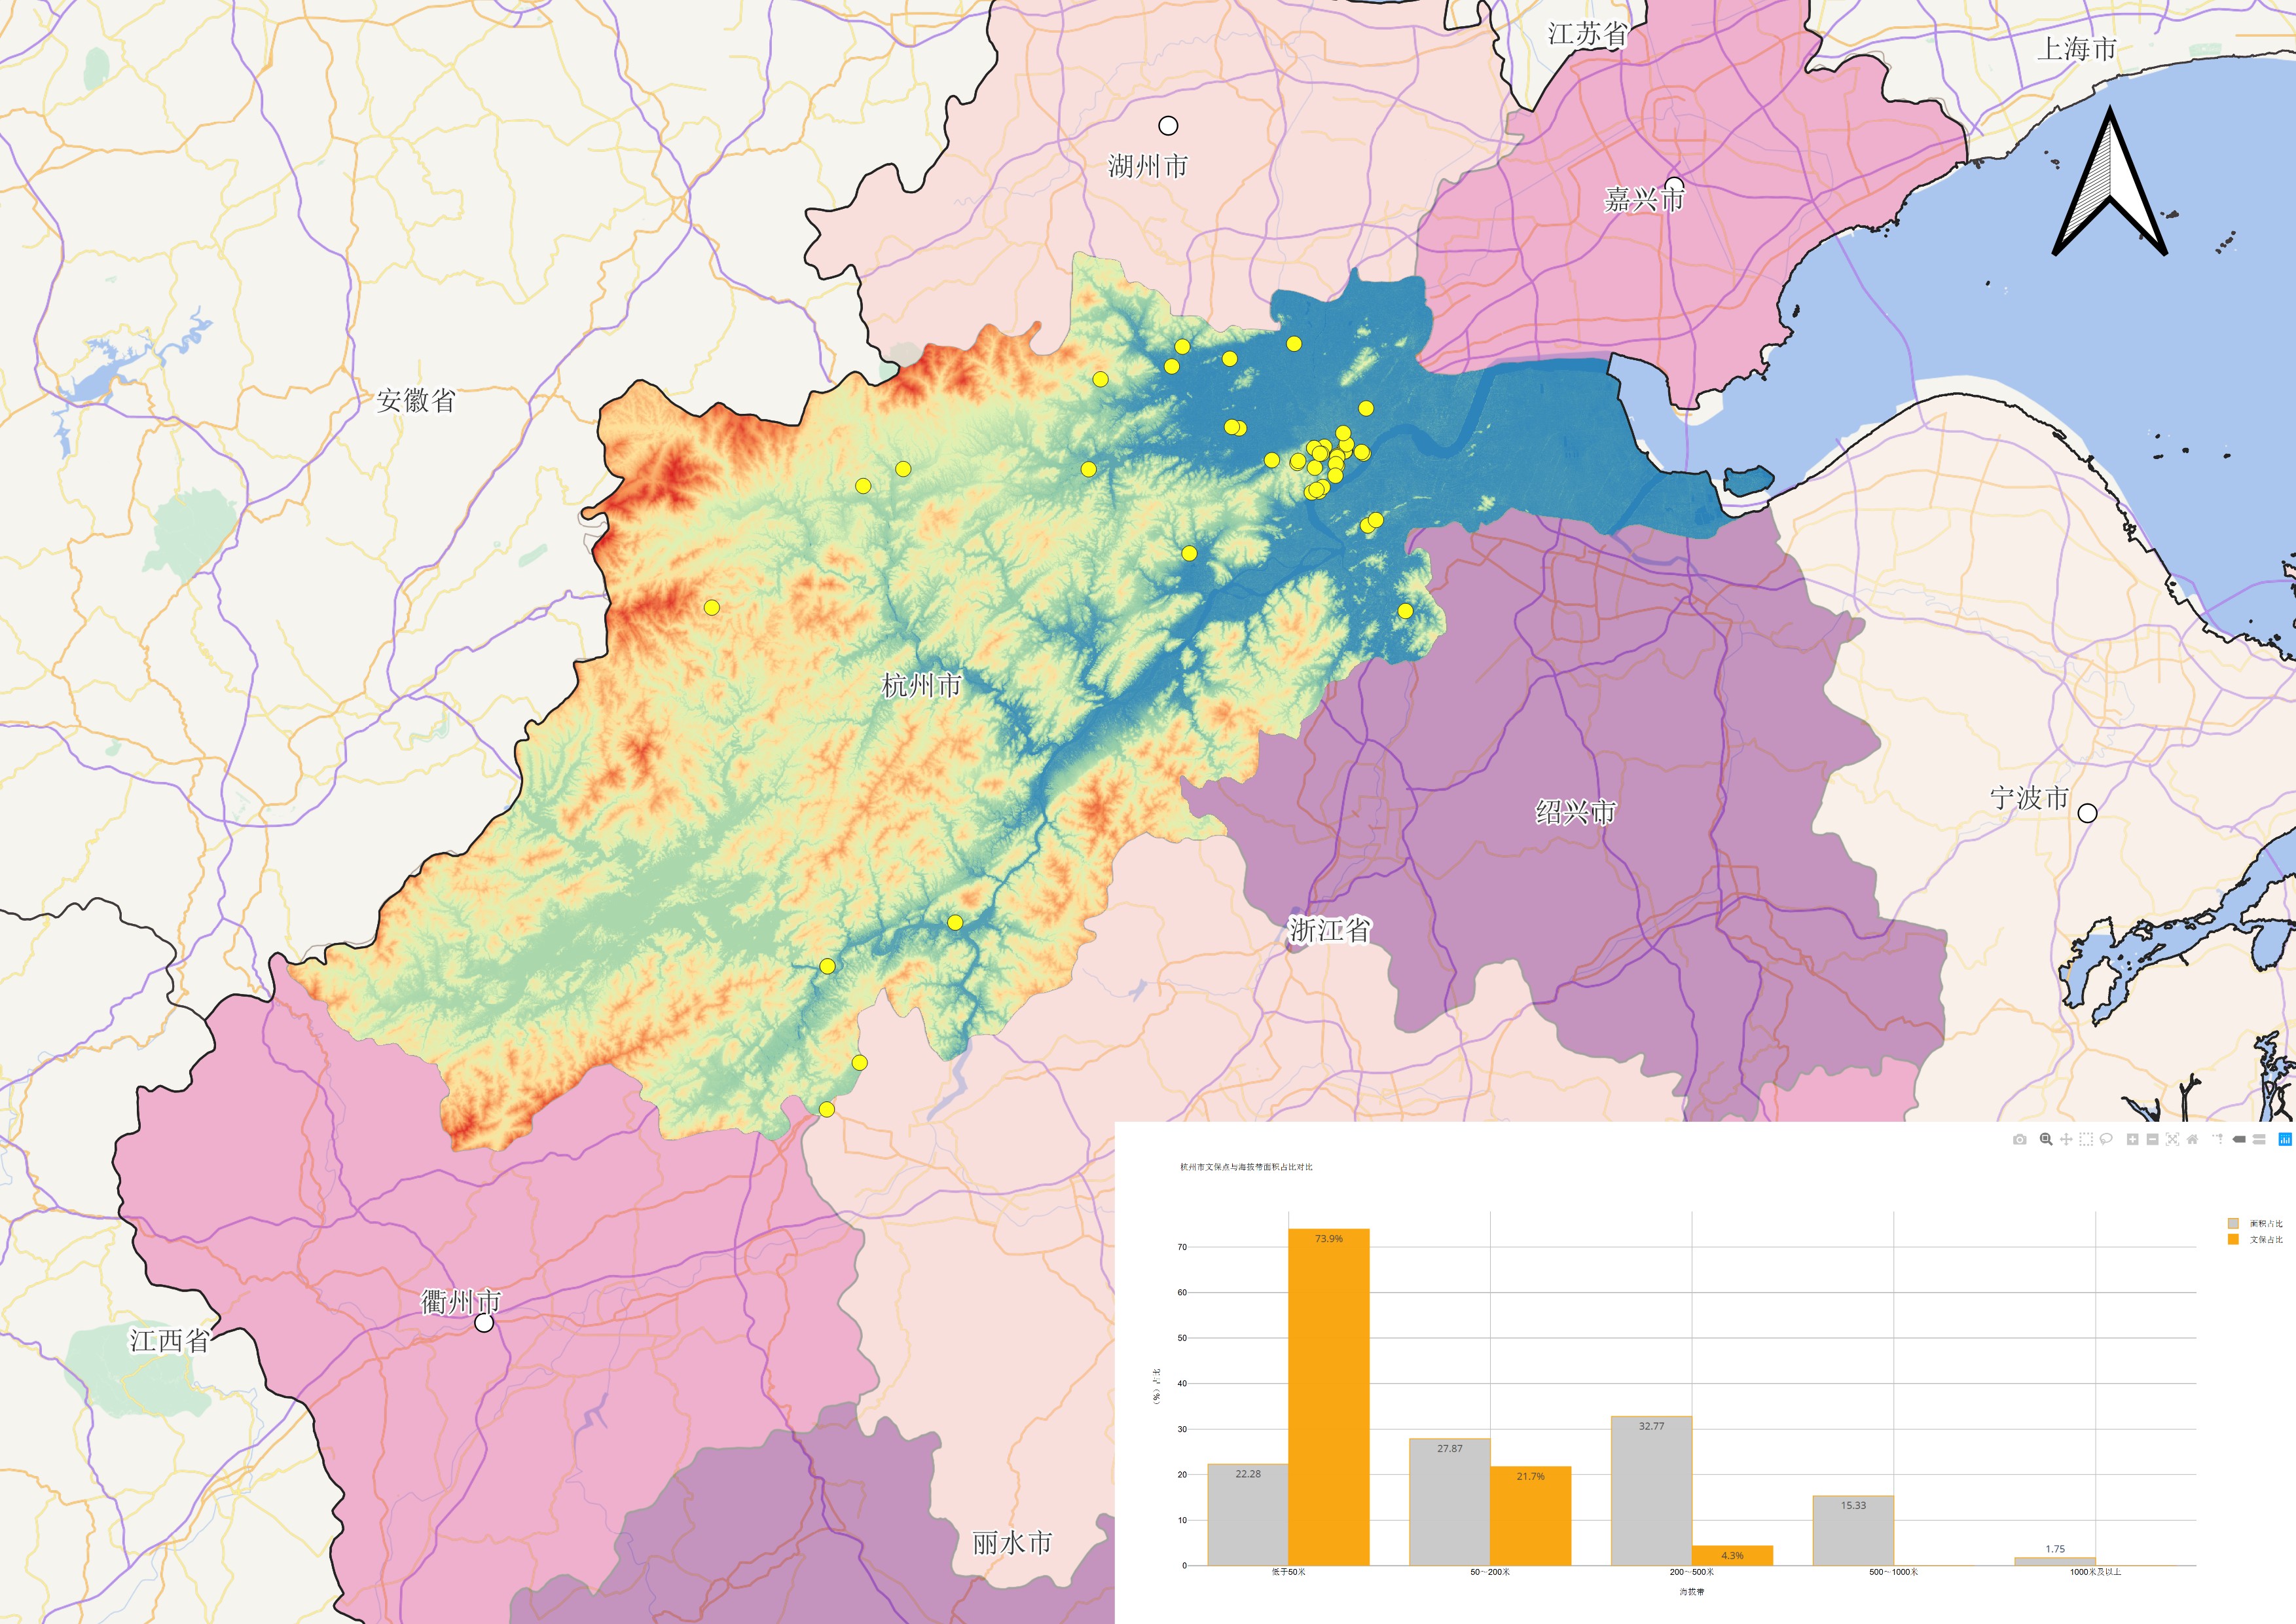 江苏省
上海市
湖州市
嘉兴市
安徽省
杭州市
宁波市
绍兴市
浙江省
衢州市
江西省
丽水市
杭州市文保点与海拔带面积占比对比
面积占比
文保占比
70
60
50
40
30
20
10
0
(%) 占比
22.28
73.9%
27.87
21.7%
32.77
4.3%
15.33
1.75
低于50米
50～200米
200～500米
500～1000米
1000米及以上
海拔带